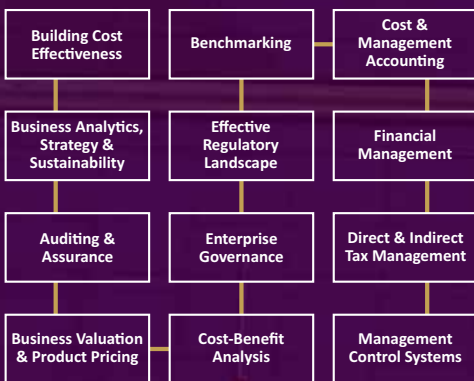 Building Cost
Effectiveness
Benchmarking
Cost &
Management
Accounting
Business Analytics,
Strategy &
Sustainability
Effective
Regulatory
Landscape
Financial
Management
Auditing &
Assurance
Enterprise
Governance
Direct & Indirect
Tax Management
Business Valuation
& Product Pricing
Cost-Benefit
Analysis
Management
Control Systems